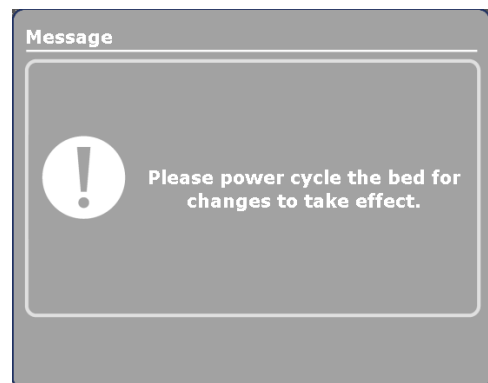 Message
Please power cycle the bed for
changes to take effect.